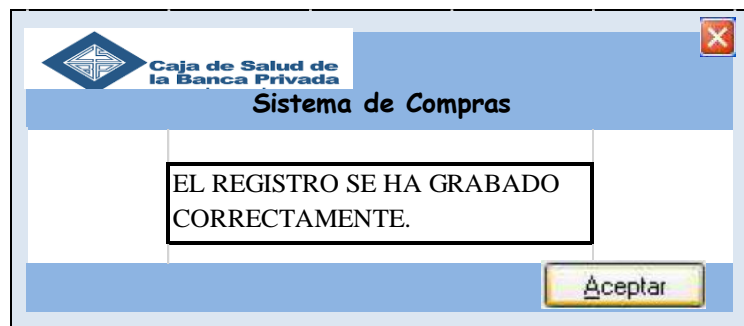 Caja de Salud de
la Banca Privada
Sistema de Compras
EL REGISTRO SE HA GRABADO
CORRECTAMENTE.
Aceptar